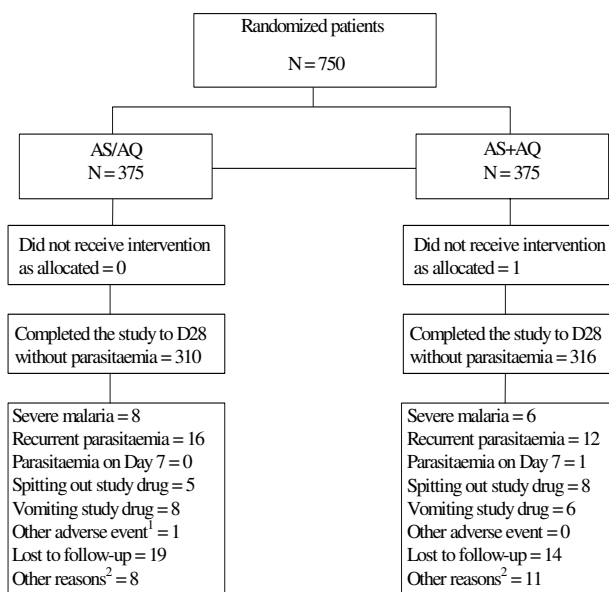 Randomized patients
N = 750
AS/AQ
N = 375
AS+AQ
N = 375
Did not receive intervention
as allocated = 0
Did not receive intervention
as allocated = 1
Completed the study to D28
without parasitaemia = 310
Completed the study to D28
without parasitaemia = 316
Severe malaria = 8
Recurrent parasitaemia = 16
Parasitaemia on Day 7 = 0
Spitting out study drug = 5
Vomiting study drug = 8
Other adverse event¹ = 1
Lost to follow-up = 19
Other reasons² = 8
Severe malaria = 6
Recurrent parasitaemia = 12
Parasitaemia on Day 7 = 1
Spitting out study drug = 8
Vomiting study drug = 6
Other adverse event = 0
Lost to follow-up = 14
Other reasons² = 11